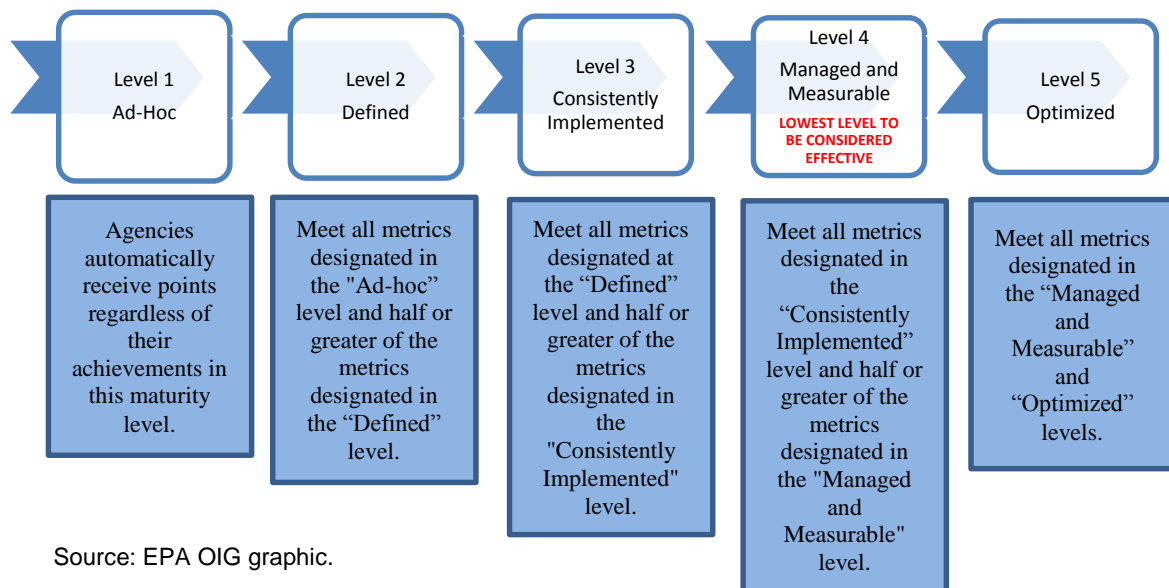 Level 1
Ad-Hoc
Level 2
Defined
Level 3
Consistently
Implemented
Level 4
Managed and
Measurable
LOWEST LEVEL TO
BE CONSIDERED
EFFECTIVE
Level 5
Optimized
Agencies
automatically
receive points
regardless of
their
achievements in
this maturity
level.
Meet all metrics
designated in
the "Ad-hoc”
level and half or
greater of the
metrics
designated in
the “Defined”
level.
Meet all metrics
designated at
the “Defined”
level and half or
greater of the
metrics
designated in
the
"Consistently
Implemented"
level.
Meet all metrics
designated in
the
“Consistently
Implemented”
level and half or
greater of the
metrics
designated in
the "Managed
and
Measurable"
level.
Meet all metrics
designated in
the “Managed
and
Measurable”
and
“Optimized”
levels.
Source: EPA OIG graphic.